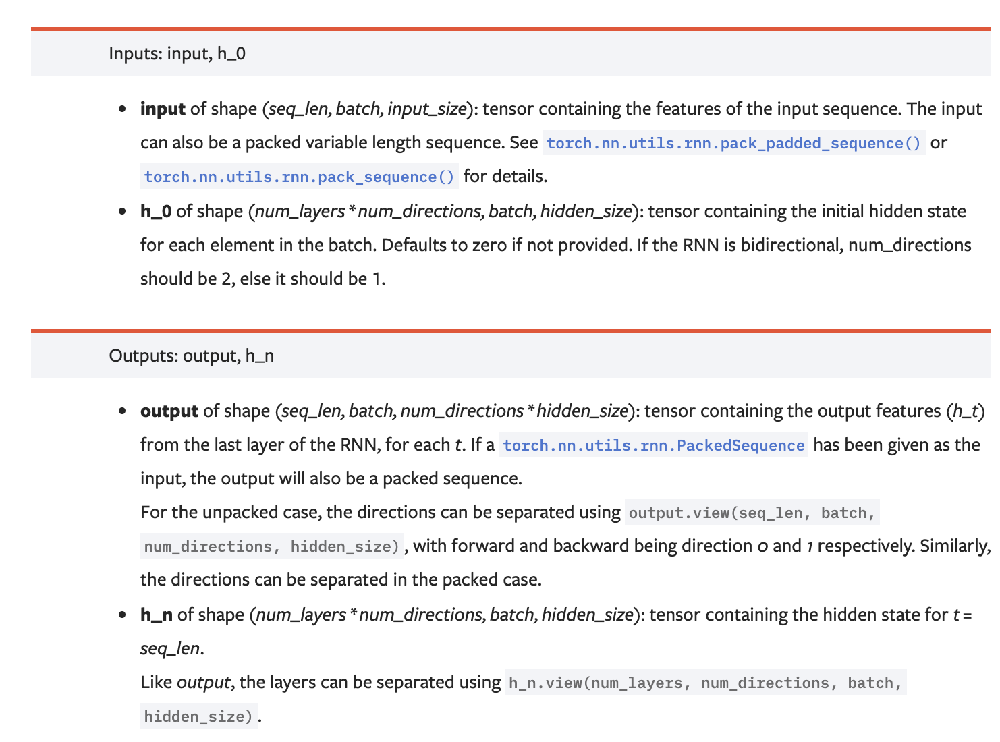 Inputs: input, h_0
• input of shape (seq_len, batch, input_size): tensor containing the features of the input sequence. The input
can also be a packed variable length sequence. See torch.nn.utils.rnn.pack_padded_sequence() or
torch.nn.utils.rnn.pack_sequence() for details.
• h_0 of shape (num_layers * num_directions, batch, hidden_size): tensor containing the initial hidden state
for each element in the batch. Defaults to zero if not provided. If the RNN is bidirectional, num_directions
should be 2, else it should be 1.
Outputs: output, h_n
• output of shape (seq_len, batch, num_directions * hidden_size): tensor containing the output features (h_t)
from the last layer of the RNN, for each t. If a torch.nn.utils.rnn.PackedSequence has been given as the
input, the output will also be a packed sequence.
For the unpacked case, the directions can be separated using output.view(seq_len, batch,
num_directions, hidden_size), with forward and backward being direction 0 and 1 respectively. Similarly,
the directions can be separated in the packed case.
• h_n of shape (num_layers * num_directions, batch, hidden_size): tensor containing the hidden state for t =
seq_len.
Like output, the layers can be separated using h_n.view(num_layers, num_directions, batch,
hidden_size).